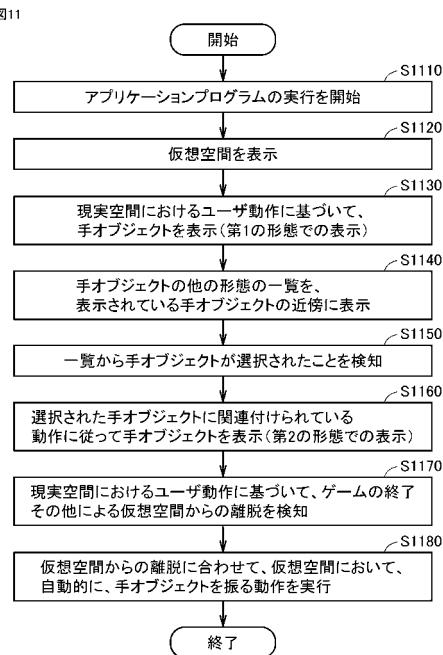 図11
開始
S1110
アプリケーションプログラムの実行を開始
S1120
仮想空間を表示
S1130
現実空間におけるユーザ動作に基づいて、
手オブジェクトを表示(第1の形態での表示)
S1140
手オブジェクトの他の形態の一覧を、
表示されている手オブジェクトの近傍に表示
S1150
一覧から手オブジェクトが選択されたことを検知
S1160
選択された手オブジェクトに関連付けられている
動作に従って手オブジェクトを表示(第2の形態での表示)
S1170
現実空間におけるユーザ動作に基づいて、ゲームの終了
その他による仮想空間からの離脱を検知
S1180
仮想空間からの離脱に合わせて、仮想空間において、
自動的に、手オブジェクトを振る動作を実行
終了